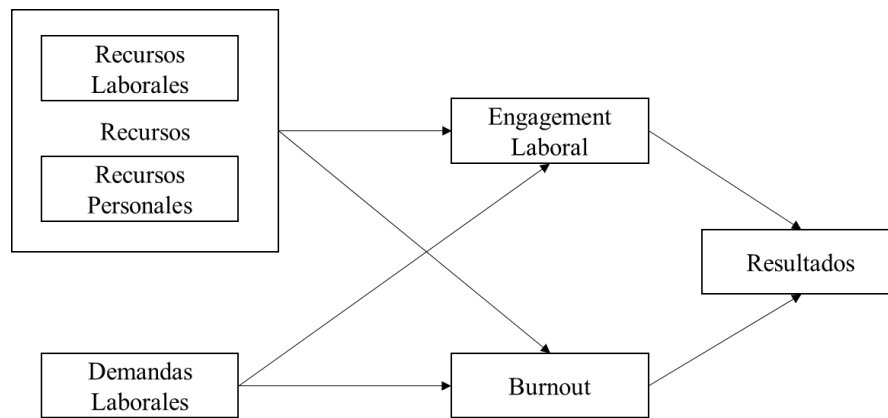 Recursos
Laborales
Recursos
Recursos
Personales
Engagement
Laboral
Resultados
Demandas
Laborales
Burnout